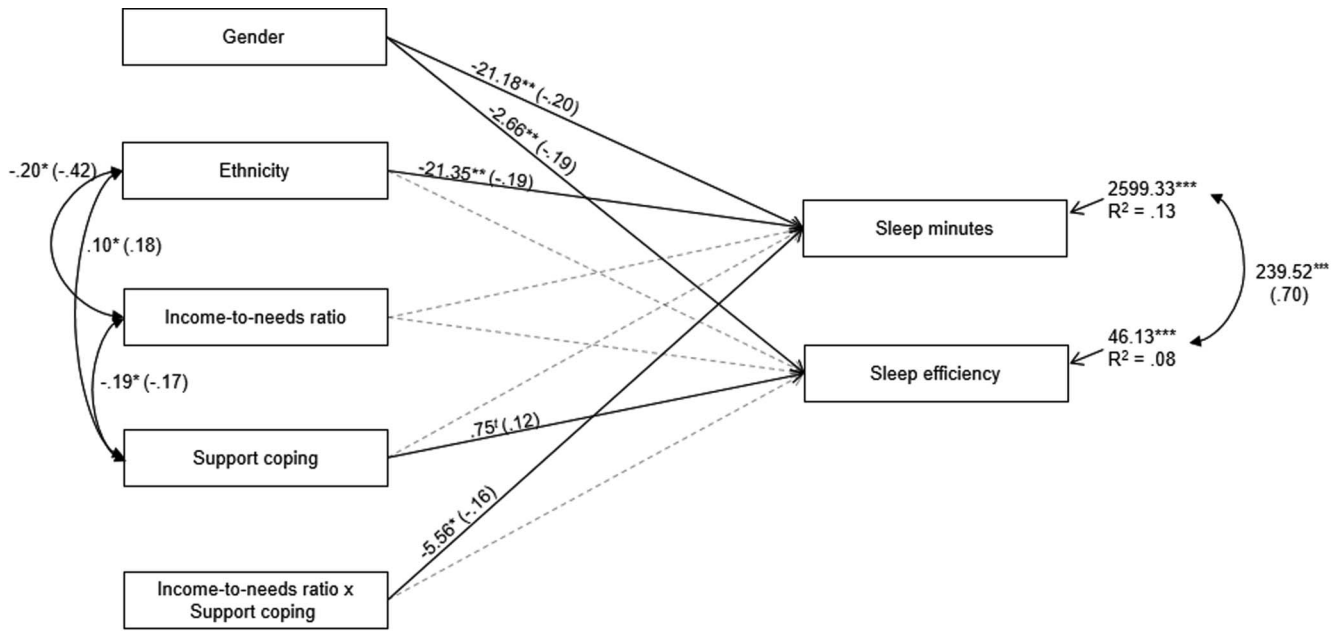 Gender
-21.18** (-.20)
-2.66** (-.19)
-.20* (-.42)
Ethnicity
-21.35** (-.19)
2599.33***
R² = .13
Sleep minutes
.10* (.18)
239.52***
(.70)
Income-to-needs ratio
46.13***
R² = .08
Sleep efficiency
-.19* (-.17)
.75ᵗ (.12)
Support coping
-5.56* (-.16)
Income-to-needs ratio x
Support coping